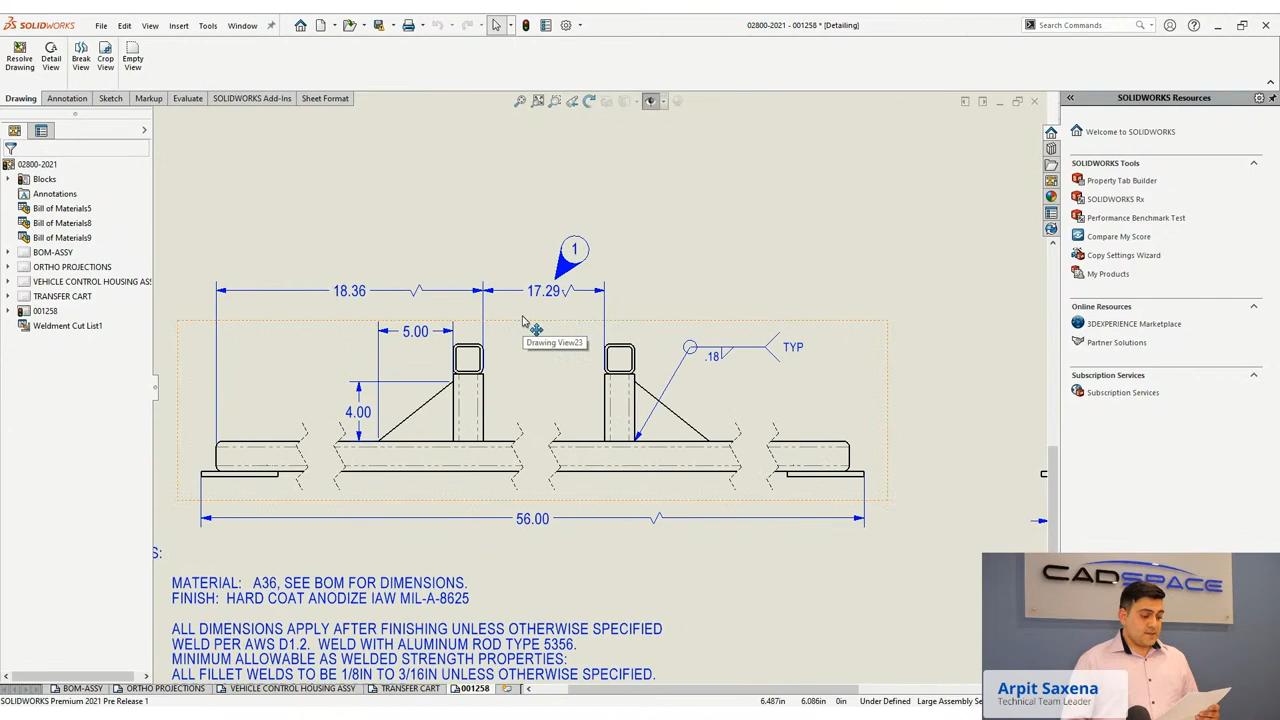 SOLIDWORKS File Edit View Insert Tools Window 02800-2021 - 001258 * [Detailing] Search Commands
Resolve Drawing
Detail View
Break View
Crop View
Empty View
Drawing Annotation Sketch Markup Evaluate SOLIDWORKS Add-Ins Sheet Format
SOLIDWORKS Resources
Welcome to SOLIDWORKS
SOLIDWORKS Tools
Property Tab Builder
SOLIDWORKS Rx
Performance Benchmark Test
Compare My Score
Copy Settings Wizard
My Products
Online Resources
3DEXPERIENCE Marketplace
Partner Solutions
Subscription Services
Subscription Services
02800-2021
Blocks
Annotations
Bill of Materials5
Bill of Materials8
Bill of Materials9
BOM-ASSY
ORTHO PROJECTIONS
VEHICLE CONTROL HOUSING ASS
TRANSFER CART
001258
Weldment Cut List1
1
18.36 17.29
5.00
Drawing View23
.18 TYP
4.00
56.00
S:
MATERIAL: A36, SEE BOM FOR DIMENSIONS.
FINISH: HARD COAT ANODIZE IAW MIL-A-8625
ALL DIMENSIONS APPLY AFTER FINISHING UNLESS OTHERWISE SPECIFIED
WELD PER AWS D1.2. WELD WITH ALUMINUM ROD TYPE 5356.
MINIMUM ALLOWABLE AS WELDED STRENGTH PROPERTIES:
ALL FILLET WELDS TO BE 1/8IN TO 3/16IN UNLESS OTHERWISE SPECIFIED.
CADSPACE
Arpit Saxena
Technical Team Leader
BOM-ASSY ORTHO PROJECTIONS VEHICLE CONTROL HOUSING ASSY TRANSFER CART 001258
SOLIDWORKS Premium 2021 Pre Release 1 6.487in 6.086in 0in Under Defined Large Assembly Se